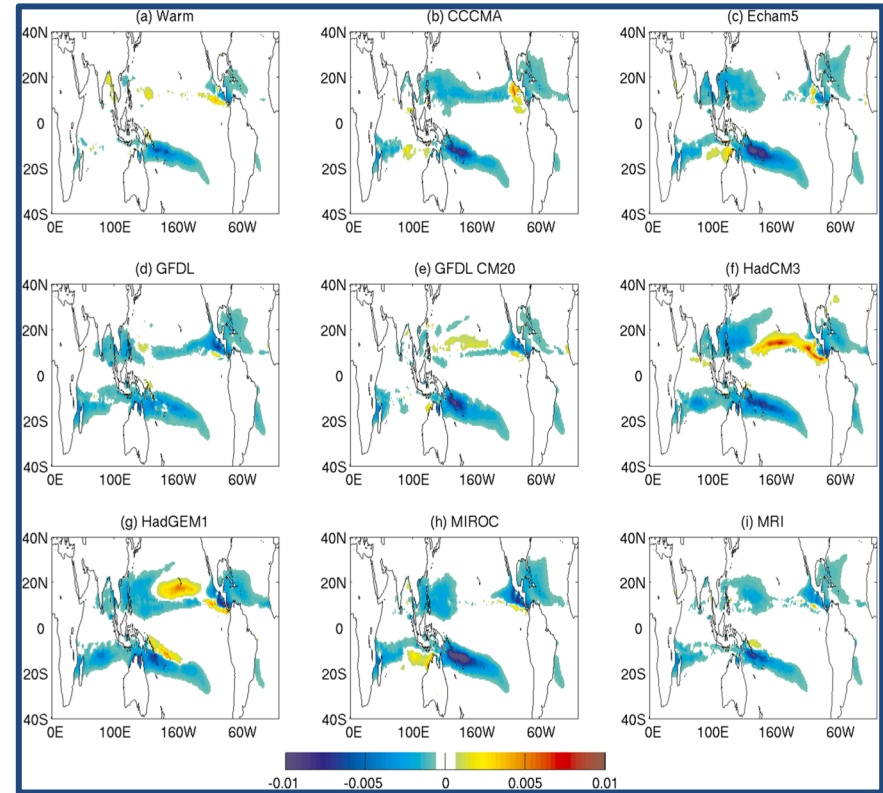 (a) Warm (b) CCCMA (c) Echam5
40N 40N 40N
20N 20N 20N
0 0 0
20S 20S 20S
40S 40S 40S
0E 100E 160W 60W 0E 100E 160W 60W 0E 100E 160W 60W
(d) GFDL (e) GFDL CM20 (f) HadCM3
40N 40N 40N
20N 20N 20N
0 0 0
20S 20S 20S
40S 40S 40S
0E 100E 160W 60W 0E 100E 160W 60W 0E 100E 160W 60W
(g) HadGEM1 (h) MIROC (i) MRI
40N 40N 40N
20N 20N 20N
0 0 0
20S 20S 20S
40S 40S 40S
0E 100E 160W 60W 0E 100E 160W 60W 0E 100E 160W 60W
-0.01 -0.005 0 0.005 0.01